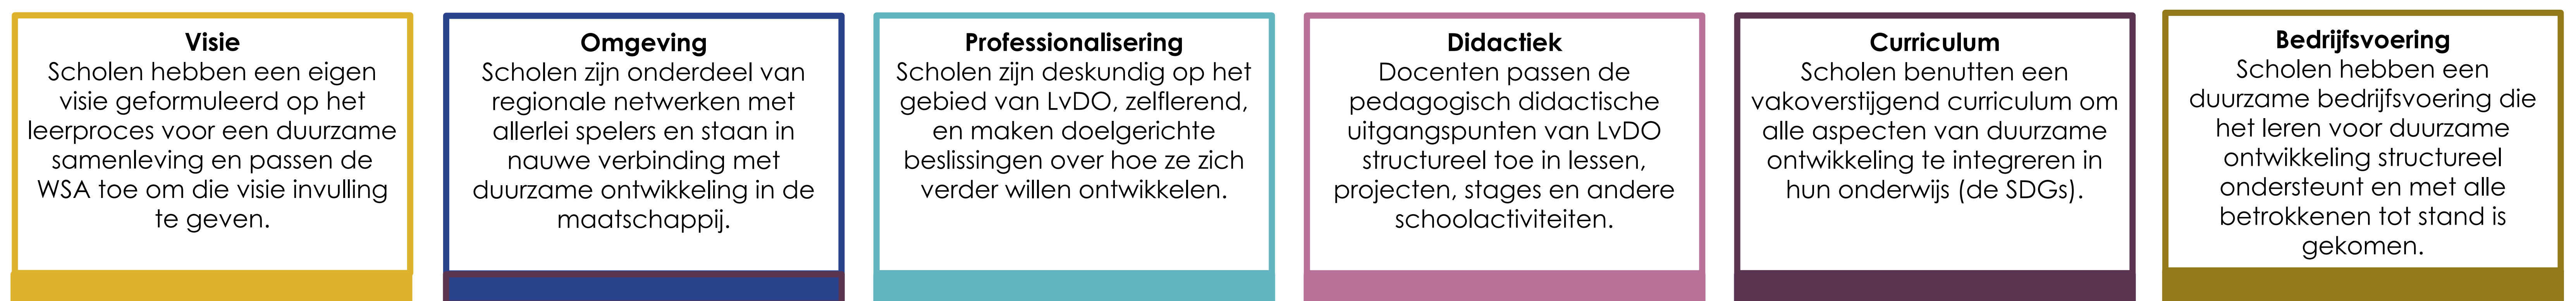 Visie
Scholen hebben een eigen
visie geformuleerd op het
leerproces voor een duurzame
samenleving en passen de
WSA toe om die visie invulling
te geven.
Omgeving
Scholen zijn onderdeel van
regionale netwerken met
allerlei spelers en staan in
nauwe verbinding met
duurzame ontwikkeling in de
maatschappij.
Professionalisering
Scholen zijn deskundig op het
gebied van LvDO, zelflerend,
en maken doelgerichte
beslissingen over hoe ze zich
verder willen ontwikkelen.
Didactiek
Docenten passen de
pedagogisch didactische
uitgangspunten van LvDO
structureel toe in lessen,
projecten, stages en andere
schoolactiviteiten.
Curriculum
Scholen benutten een
vakoverstijgend curriculum om
alle aspecten van duurzame
ontwikkeling te integreren in
hun onderwijs (de SDGs).
Bedrijfsvoering
Scholen hebben een
duurzame bedrijfsvoering die
het leren voor duurzame
ontwikkeling structureel
ondersteunt en met alle
betrokkenen tot stand is
gekomen.